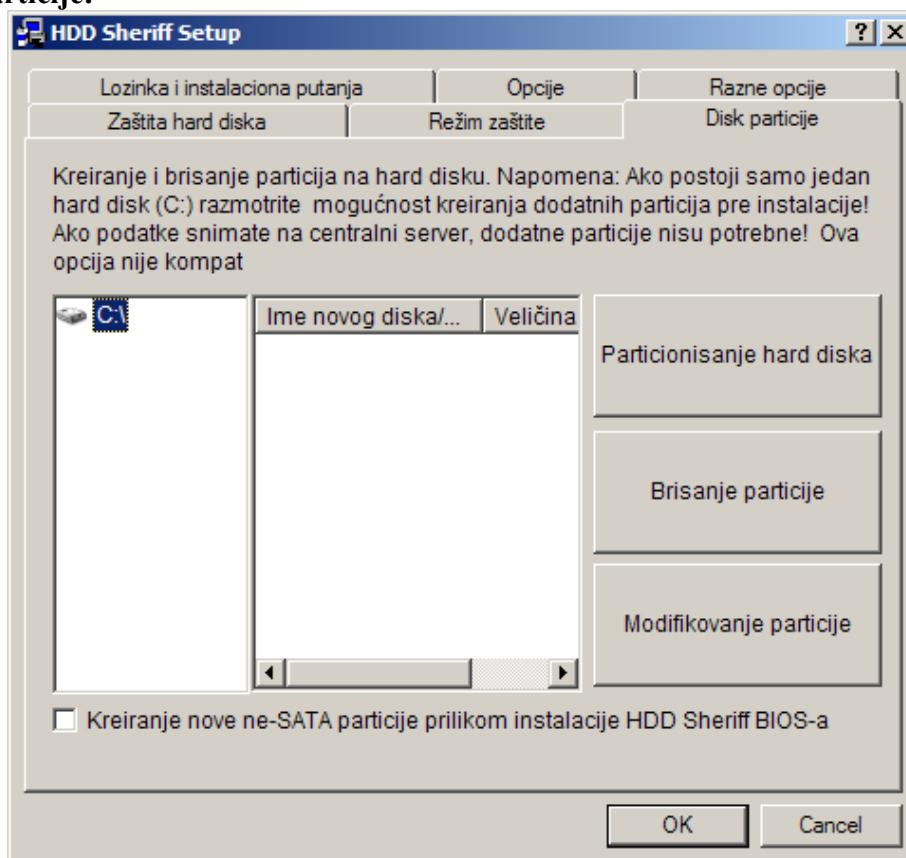 HDD Sheriff Setup
Lozinka i instalaciona putanja
Opcije
Razne opcije
Zaštita hard diska
Režim zaštite
Disk particije
Kreiranje i brisanje particija na hard disku. Napomena: Ako postoji samo jedan
hard disk (C:) razmotrite mogućnost kreiranja dodatnih particija pre instalacije!
Ako podatke snimate na centralni server, dodatne particije nisu potrebne! Ova
opcija nije kompat
C:\
Ime novog diska/...
Veličina
Particionisanje hard diska
Brisanje particije
Modifikovanje particije
Kreiranje nove ne-SATA particije prilikom instalacije HDD Sheriff BIOS-a
OK
Cancel